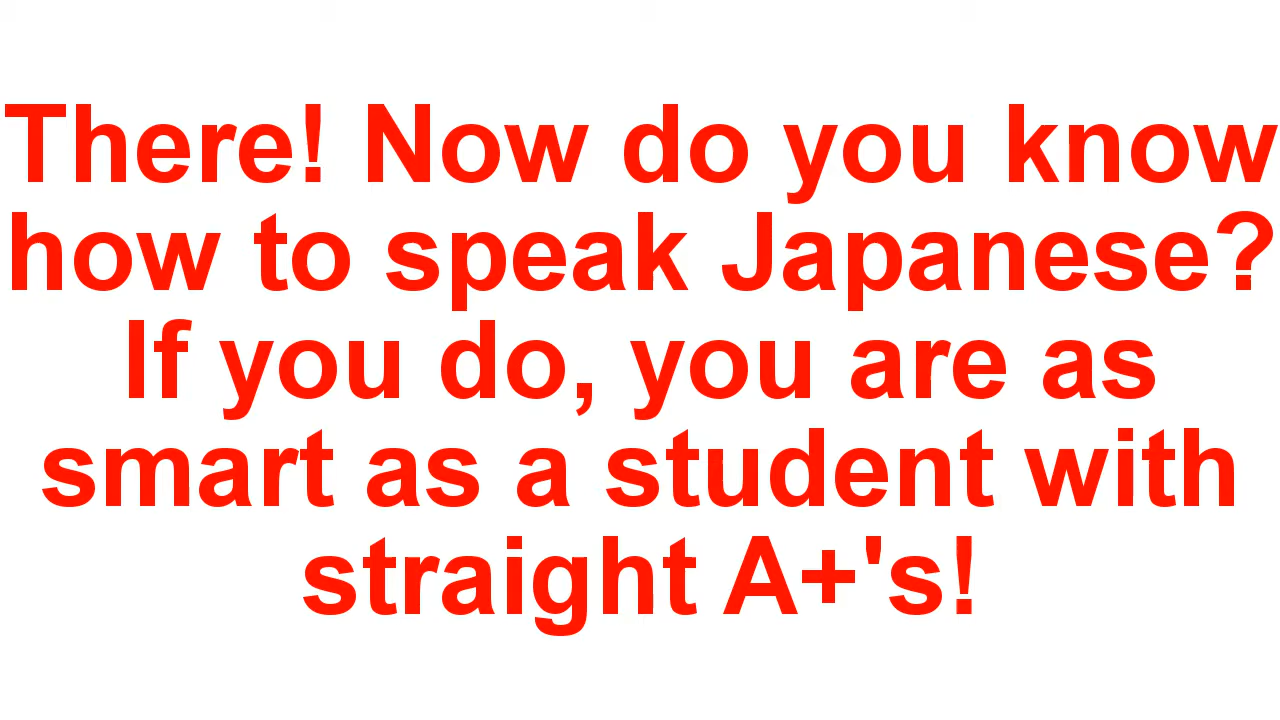 There! Now do you know
how to speak Japanese?
If you do, you are as
smart as a student with
straight A+'s!